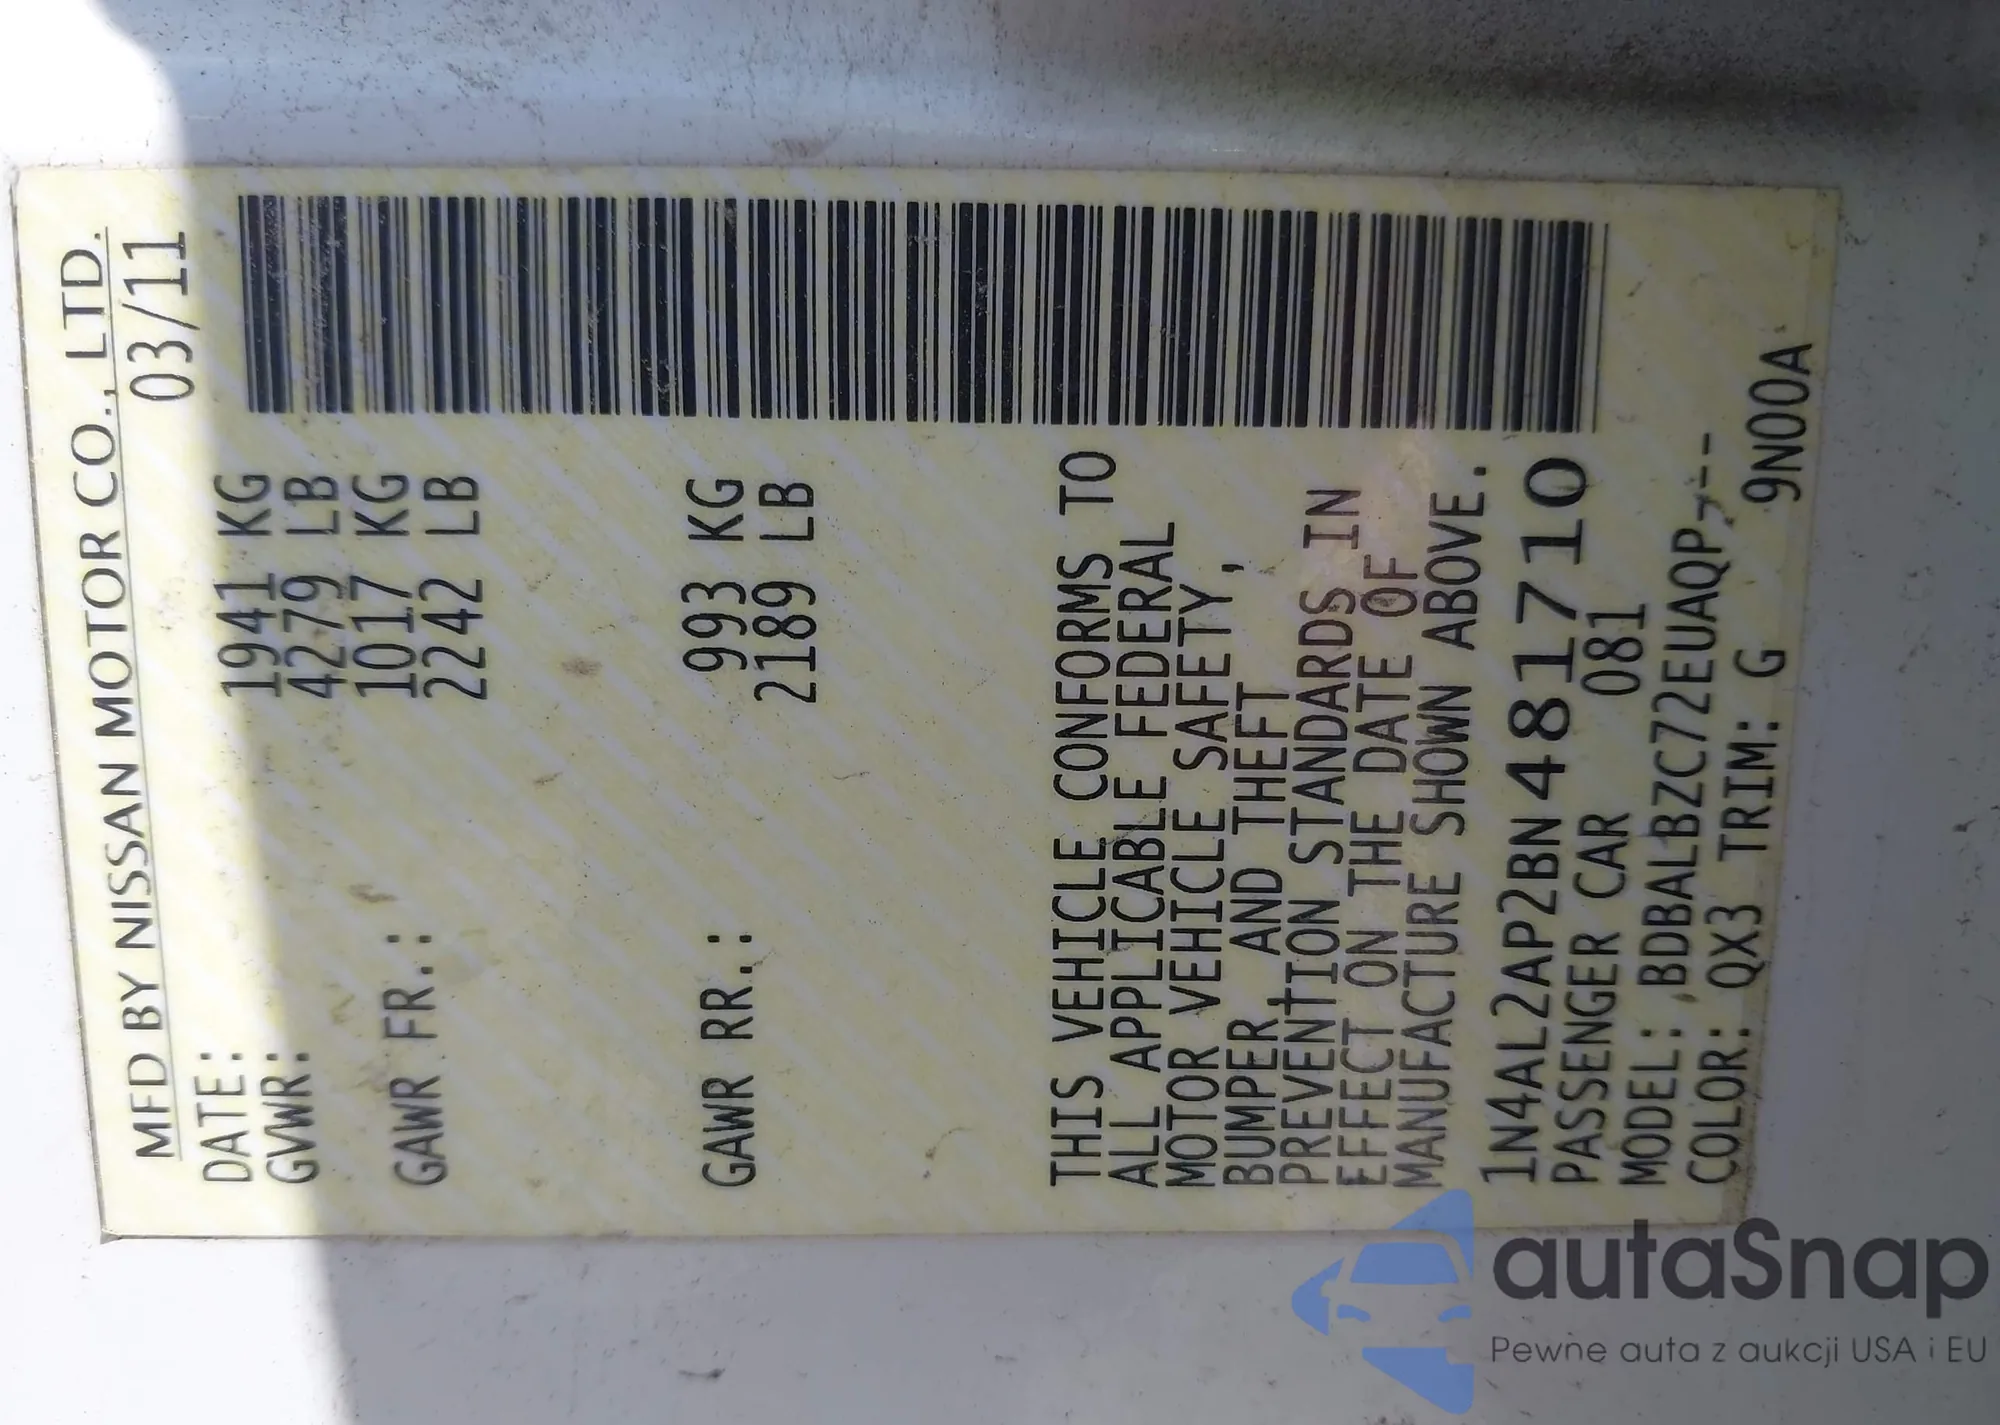 MFD BY NISSAN MOTOR CO., LTD.
DATE: 03/11
GVWR: 1941 KG
4279 LB
GAWR FR.: 1017 KG
2242 LB
GAWR RR.: 993 KG
2189 LB
THIS VEHICLE CONFORMS TO
ALL APPLICABLE FEDERAL
MOTOR VEHICLE SAFETY,
BUMPER AND THEFT
PREVENTION STANDARDS IN
EFFECT ON THE DATE OF
MANUFACTURE SHOWN ABOVE.
1N4AL2AP2BN481710
PASSENGER CAR 081
MODEL: BDBALBZC72EUAQP---
COLOR: QX3 TRIM: G 9N00A
autaSnap
Pewne auta z aukcji USA i EU